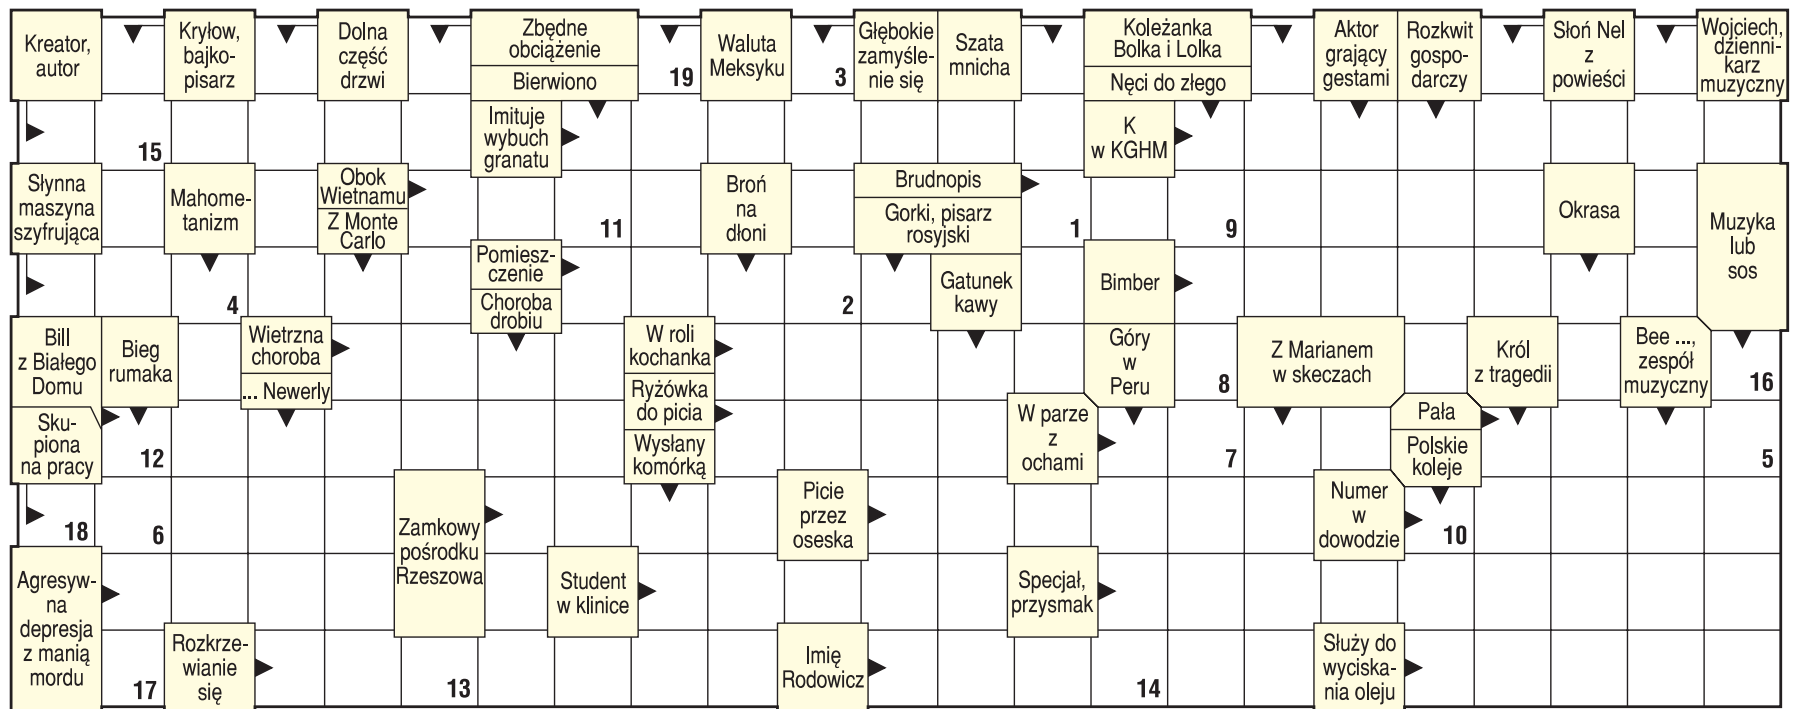 Kreator,
autor
Kryłow,
bajko-
pisarz
Dolna
część
drzwi
Zbędne
obciążenie
Bierwiono
19
Waluta
Meksyku
3
Głębokie
zamyśle-
nie się
Szata
mnicha
Koleżanka
Bolka i Lolka
Nęci do złego
Aktor
grający
gestami
Rozkwit
gospo-
darczy
Słoń Nel
z
powieści
Wojciech,
dzienni-
karz
muzyczny
15
Imituje
wybuch
granatu
K
w KGHM
Słynna
maszyna
szyfrująca
Mahome-
tanizm
Obok
Wietnamu
Z Monte
Carlo
11
Broń
na
dłoni
Brudnopis
Gorki, pisarz
rosyjski
1
9
Okrasa
Muzyka
lub
sos
4
Pomiesz-
czenie
Choroba
drobiu
2
Gatunek
kawy
Bimber
Bill
z Białego
Domu
Bieg
rumaka
Wietrzna
choroba
... Newerly
W roli
kochanka
Ryżówka
do picia
Wysłany
komórką
Góry
w
Peru
8
Z Marianem
w skeczach
Król
z tragedii
Bee ...,
zespół
muzyczny
16
Sku-
piona
na pracy
12
W parze
z
ochami
7
Pała
Polskie
koleje
5
18
6
Zamkowy
pośrodku
Rzeszowa
Picie
przez
oseska
Numer
w
dowodzie
10
Agresyw-
na
depresja
z manią
mordu
Student
w klinice
Specjał,
przysmak
17
Rozkrze-
wianie
się
13
Imię
Rodowicz
14
Służy do
wyciska-
nia oleju